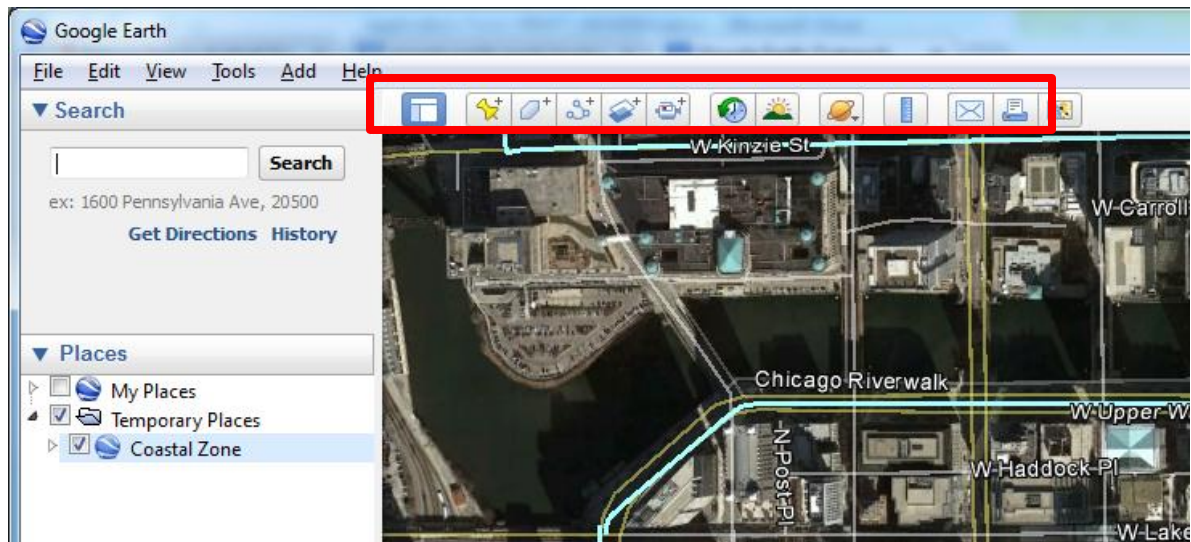 Google Earth
File Edit View Tools Add Help
Search
Search
ex: 1600 Pennsylvania Ave, 20500
Get Directions History
Places
My Places
Temporary Places
Coastal Zone
W Kinzie St
W Carroll
Chicago Riverwalk
W Upper W
N Post Pl
W Haddock Pl
W Lake